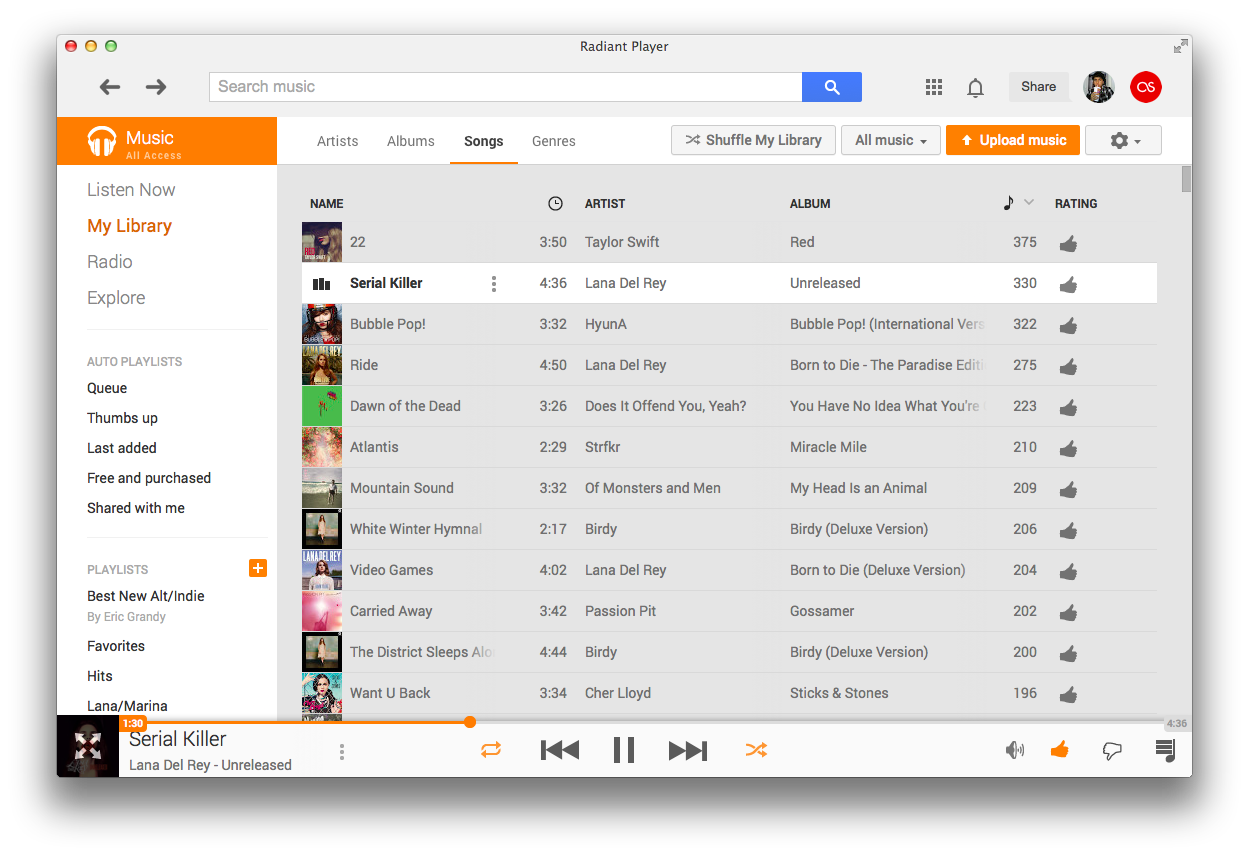 Radiant Player
Search music
Share
Music
All Access
Artists Albums Songs Genres
Shuffle My Library
All music
Upload music
Listen Now
My Library
Radio
Explore
AUTO PLAYLISTS
Queue
Thumbs up
Last added
Free and purchased
Shared with me
PLAYLISTS
Best New Alt/Indie
By Eric Grandy
Favorites
Hits
Lana/Marina
NAME ARTIST ALBUM RATING
22 3:50 Taylor Swift Red 375
Serial Killer 4:36 Lana Del Rey Unreleased 330
Bubble Pop! 3:32 HyunA Bubble Pop! (International Vers 322
Ride 4:50 Lana Del Rey Born to Die - The Paradise Editi 275
Dawn of the Dead 3:26 Does It Offend You, Yeah? You Have No Idea What You're 223
Atlantis 2:29 Strfkr Miracle Mile 210
Mountain Sound 3:32 Of Monsters and Men My Head Is an Animal 209
White Winter Hymnal 2:17 Birdy Birdy (Deluxe Version) 206
Video Games 4:02 Lana Del Rey Born to Die (Deluxe Version) 204
Carried Away 3:42 Passion Pit Gossamer 202
The District Sleeps Alo 4:44 Birdy Birdy (Deluxe Version) 200
Want U Back 3:34 Cher Lloyd Sticks & Stones 196
1:30
4:36
Serial Killer
Lana Del Rey - Unreleased